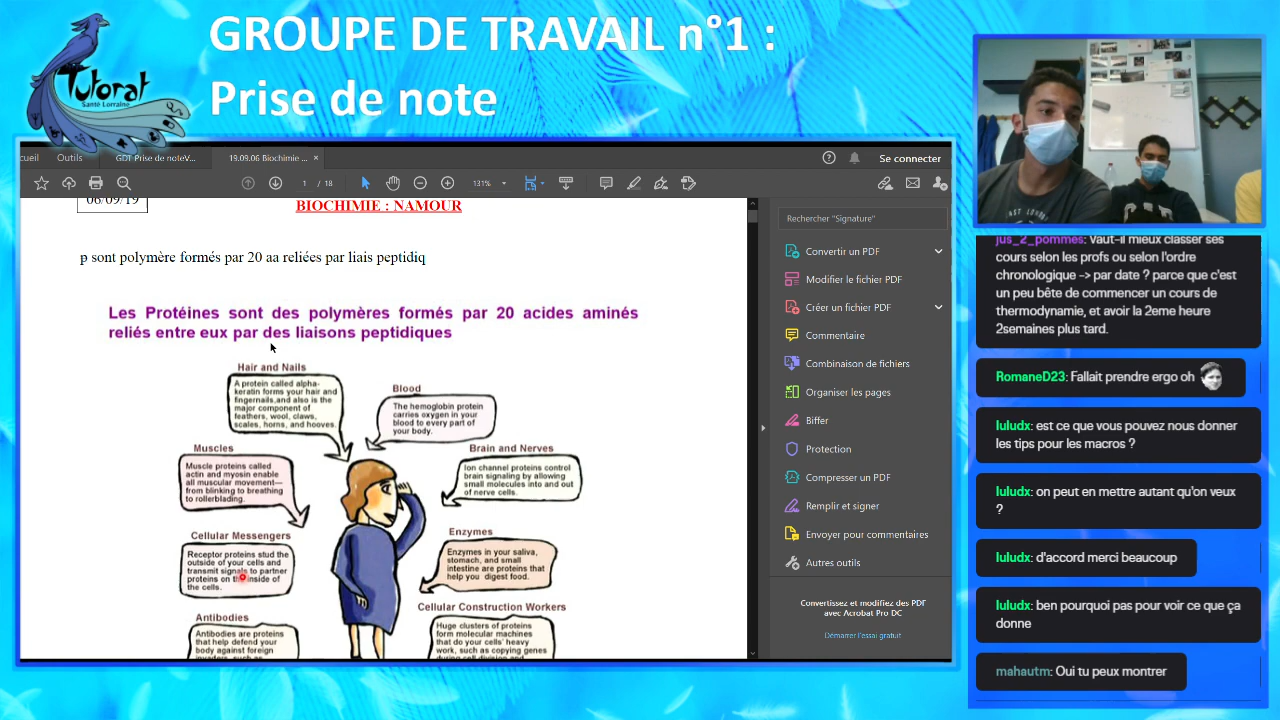 GROUPE DE TRAVAIL n°1 :
Prise de note
Tutorat
Santé Lorraine
cueil
Outils
GDT Prise de noteV...
19.09.06 Biochimie ... ×
Se connecter
1 / 18
131%
06/09/19
BIOCHIMIE : NAMOUR
p sont polymère formés par 20 aa reliées par liais peptidiq
Les Protéines sont des polymères formés par 20 acides aminés
reliés entre eux par des liaisons peptidiques
Hair and Nails
A protein called alpha-
keratin forms your hair and
fingernails,and also is the
major component of
feathers, wool, claws,
scales, horns, and hooves.
Blood
The hemoglobin protein
carries oxygen in your
blood to every part of
your body.
Muscles
Muscle proteins called
actin and myosin enable
all muscular movement—
from blinking to breathing
to rollerblading.
Brain and Nerves
Ion channel proteins control
brain signaling by allowing
small molecules into and out
of nerve cells.
Cellular Messengers
Receptor proteins stud the
outside of your cells and
transmit signals to partner
proteins on the inside of
the cells.
Enzymes
Enzymes in your saliva,
stomach, and small
intestine are proteins that
help you digest food.
Antibodies
Antibodies are proteins
that help defend your
body against foreign
invaders, such as
Cellular Construction Workers
Huge clusters of proteins
form molecular machines
that do your cells' heavy
work, such as copying genes
during cell division and
Rechercher "Signature"
Convertir un PDF
Modifier le fichier PDF
Créer un fichier PDF
Commentaire
Combinaison de fichiers
Organiser les pages
Biffer
Protection
Compresser un PDF
Remplir et signer
Envoyer pour commentaires
Autres outils
Convertissez et modifiez des PDF
avec Acrobat Pro DC
Démarrer l'essai gratuit
jus_2_pommes: Vaut-il mieux classer ses
cours selon les profs ou selon l'ordre
chronologique -> par date ? parce que c'est
un peu bête de commencer un cours de
thermodynamie, et avoir la 2eme heure
2semaines plus tard.
RomaneD23: Fallait prendre ergo oh
luludx: est ce que vous pouvez nous donner
les tips pour les macros ?
luludx: on peut en mettre autant qu'on veux
?
luludx: d'accord merci beaucoup
luludx: ben pourquoi pas pour voir ce que ça
donne
mahautm: Oui tu peux montrer